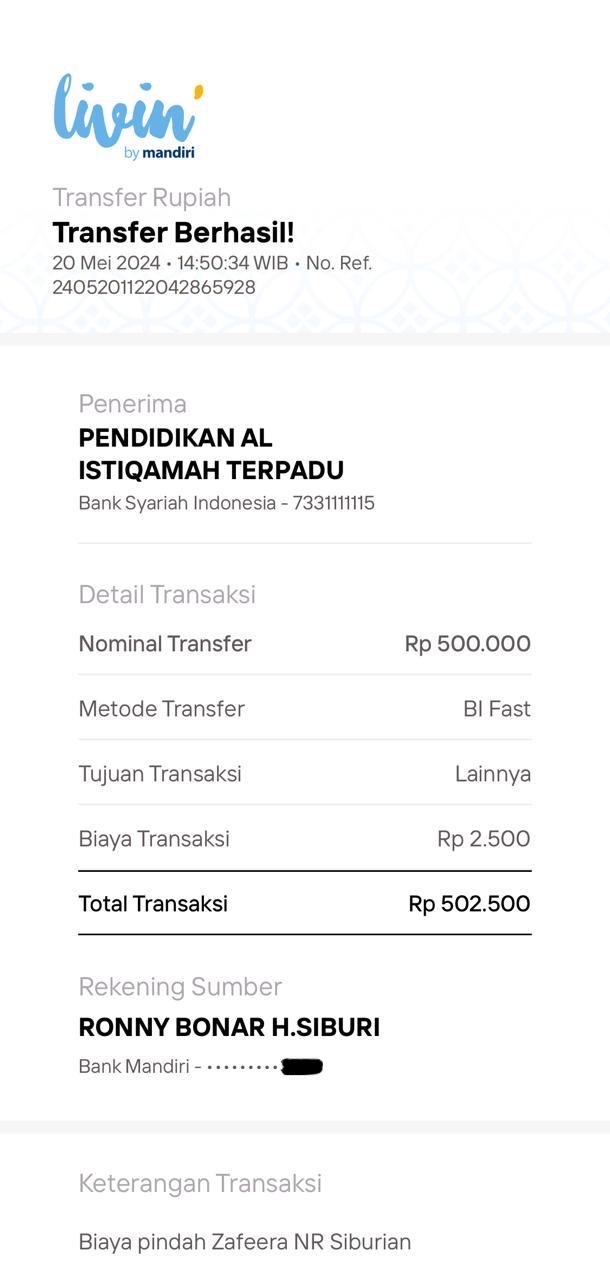 livin'
by mandiri
Transfer Rupiah
Transfer Berhasil!
20 Mei 2024 • 14:50:34 WIB • No. Ref.
2405201122042865928
Penerima
PENDIDIKAN AL
ISTIQAMAH TERPADU
Bank Syariah Indonesia - 7331111115
Detail Transaksi
Nominal Transfer Rp 500.000
Metode Transfer BI Fast
Tujuan Transaksi Lainnya
Biaya Transaksi Rp 2.500
Total Transaksi Rp 502.500
Rekening Sumber
RONNY BONAR H.SIBURI
Bank Mandiri - •••••••••
Keterangan Transaksi
Biaya pindah Zafeera NR Siburian